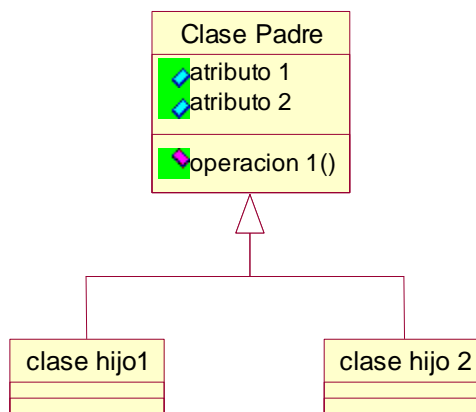 Clase Padre
atributo 1
atributo 2
operacion 1()
clase hijo1
clase hijo 2